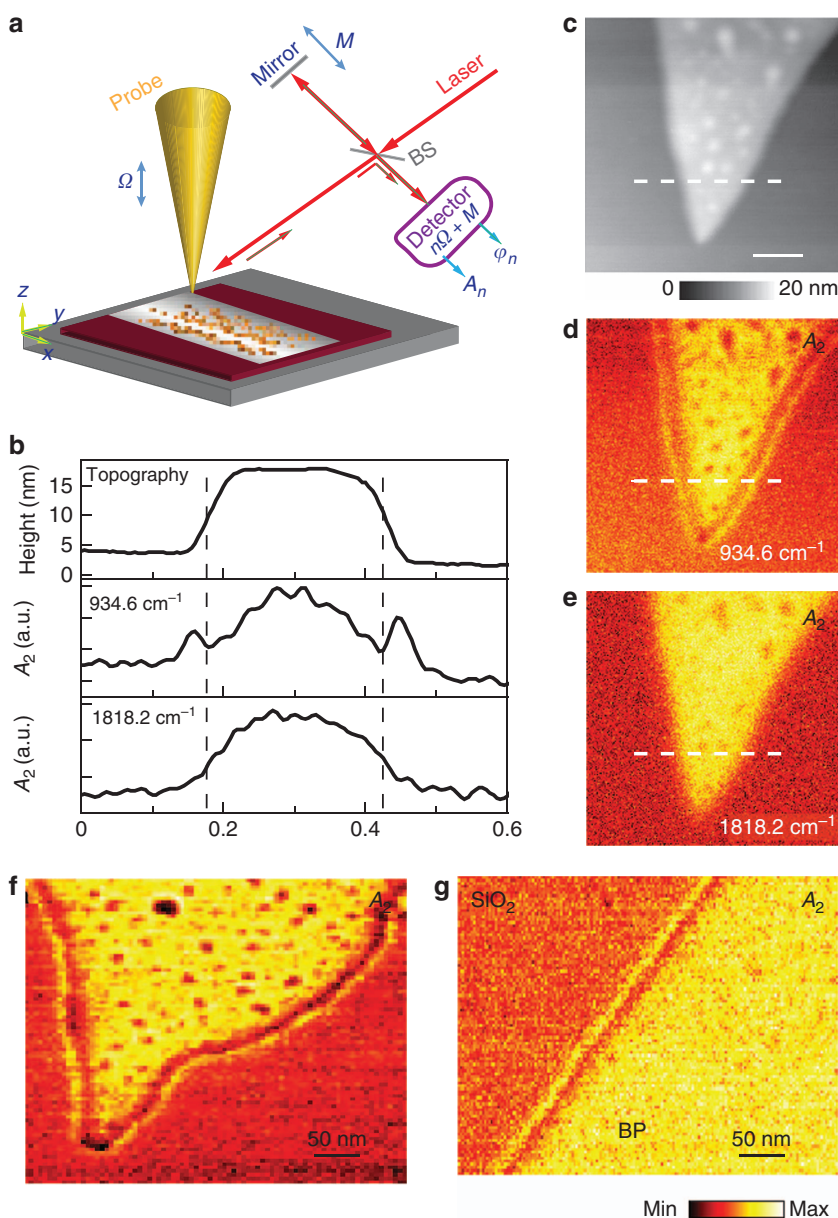 a
Probe
Ω
Mirror
M
Laser
BS
Detector
nΩ + M
φn
An
z
y
x
b
Topography
Height (nm)
15
10
5
0
934.6 cm⁻¹
A₂ (a.u.)
1818.2 cm⁻¹
A₂ (a.u.)
0 0.2 0.4 0.6
c
0 20 nm
d
A₂
934.6 cm⁻¹
e
A₂
1818.2 cm⁻¹
f
A₂
50 nm
g
SiO₂ A₂
BP
50 nm
Min Max